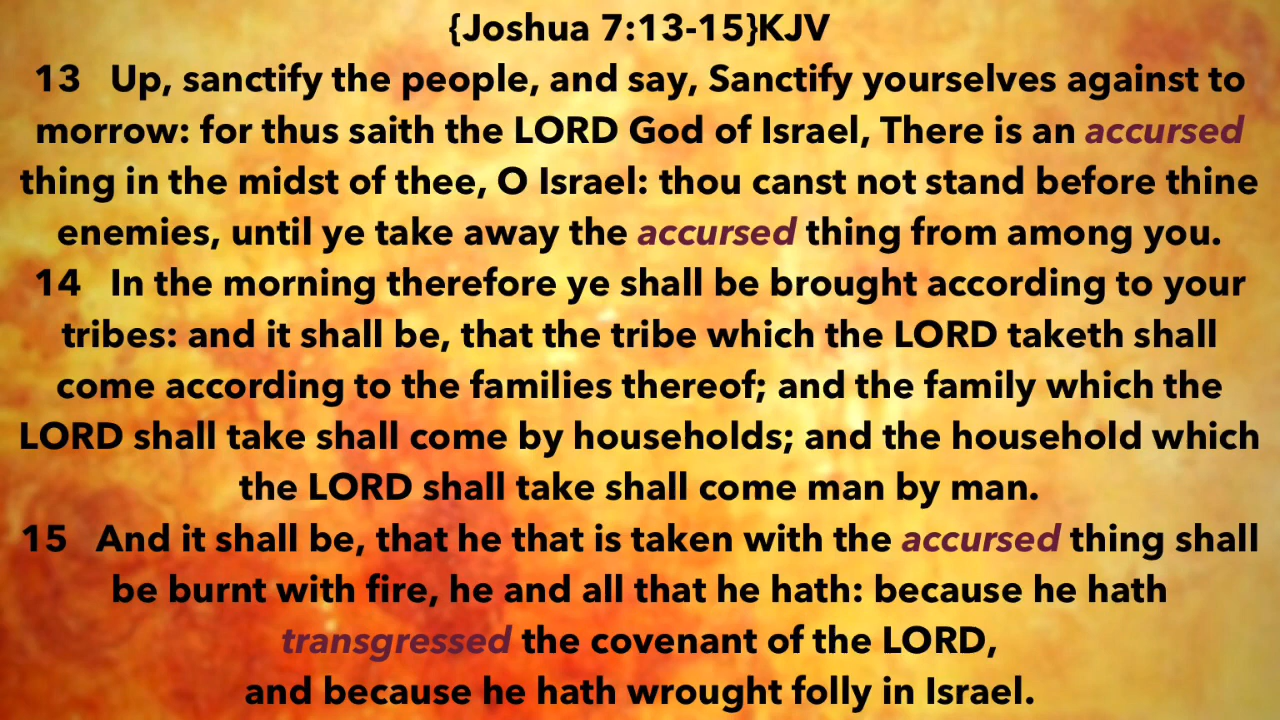 {Joshua 7:13-15}KJV
13 Up, sanctify the people, and say, Sanctify yourselves against to
morrow: for thus saith the LORD God of Israel, There is an accursed
thing in the midst of thee, O Israel: thou canst not stand before thine
enemies, until ye take away the accursed thing from among you.
14 In the morning therefore ye shall be brought according to your
tribes: and it shall be, that the tribe which the LORD taketh shall
come according to the families thereof; and the family which the
LORD shall take shall come by households; and the household which
the LORD shall take shall come man by man.
15 And it shall be, that he that is taken with the accursed thing shall
be burnt with fire, he and all that he hath: because he hath
transgressed the covenant of the LORD,
and because he hath wrought folly in Israel.